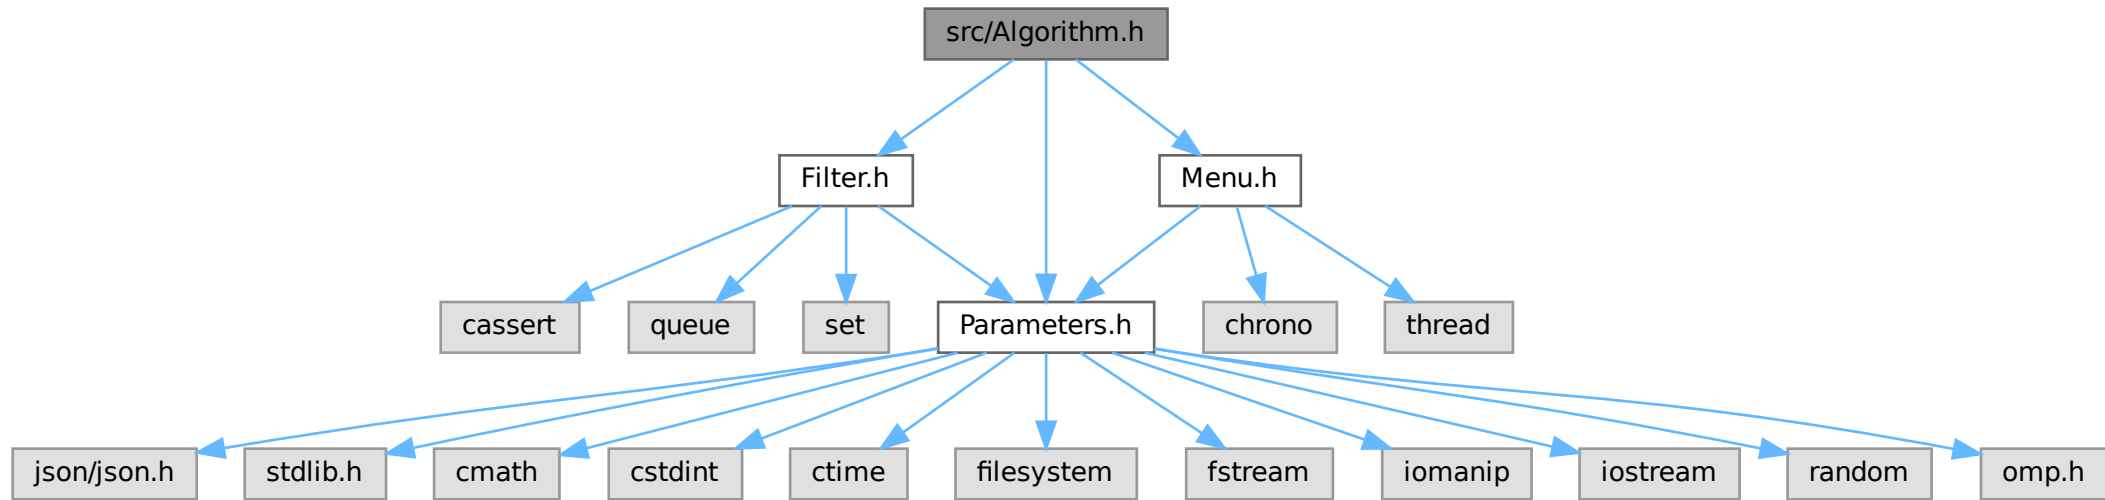 src/Algorithm.h
Filter.h
Menu.h
cassert
queue
set
Parameters.h
chrono
thread
json/json.h
stdlib.h
cmath
cstdint
ctime
filesystem
fstream
iomanip
iostream
random
omp.h